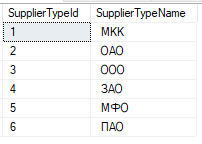 SupplierTypeId SupplierTypeName
1 МКК
2 ОАО
3 ООО
4 ЗАО
5 МФО
6 ПАО